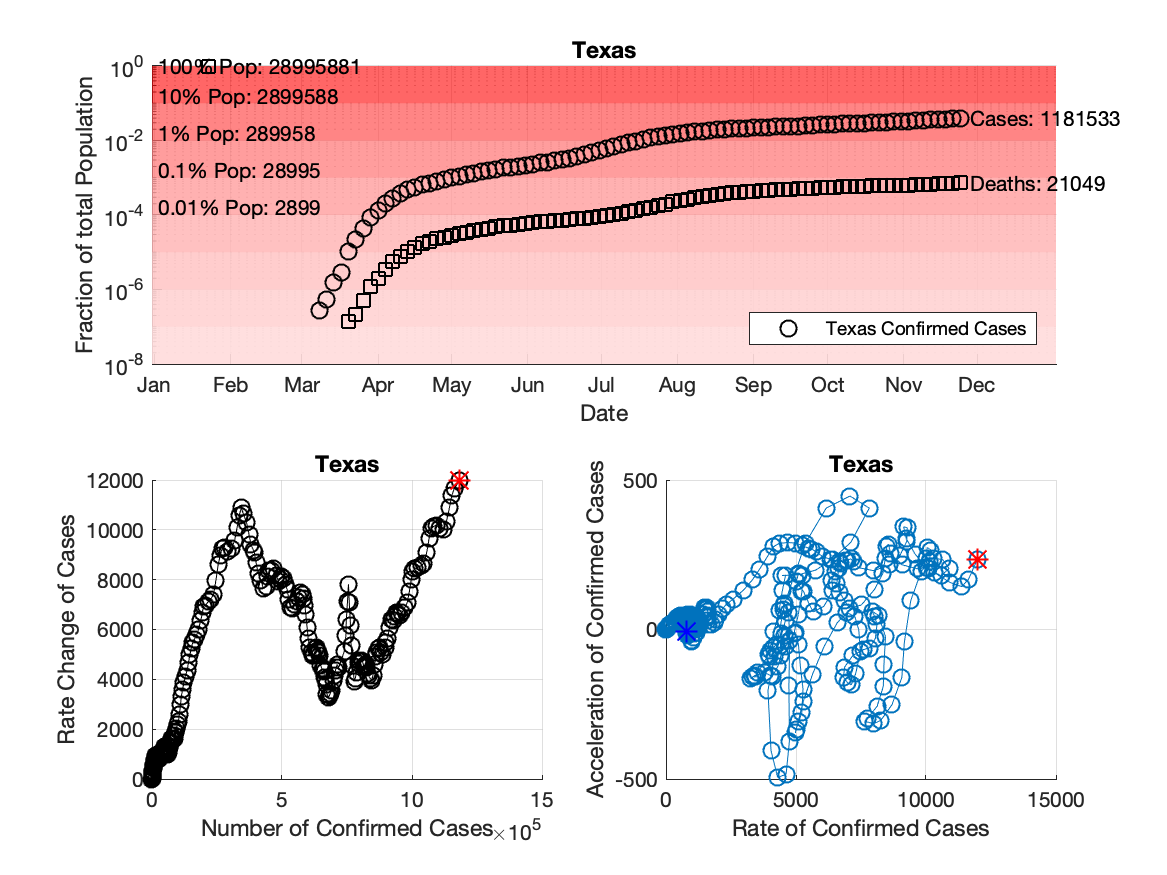 Texas
10^0
10^-2
10^-4
10^-6
10^-8
Fraction of total Population
100% Pop: 28995881
10% Pop: 2899588
1% Pop: 289958
0.1% Pop: 28995
0.01% Pop: 2899
Cases: 1181533
Deaths: 21049
Texas Confirmed Cases
Jan Feb Mar Apr May Jun Jul Aug Sep Oct Nov Dec
Date
Texas
12000
10000
8000
6000
4000
2000
0
Rate Change of Cases
0 5 10 15
Number of Confirmed Cases ×10^5
Texas
500
0
-500
Acceleration of Confirmed Cases
0 5000 10000 15000
Rate of Confirmed Cases